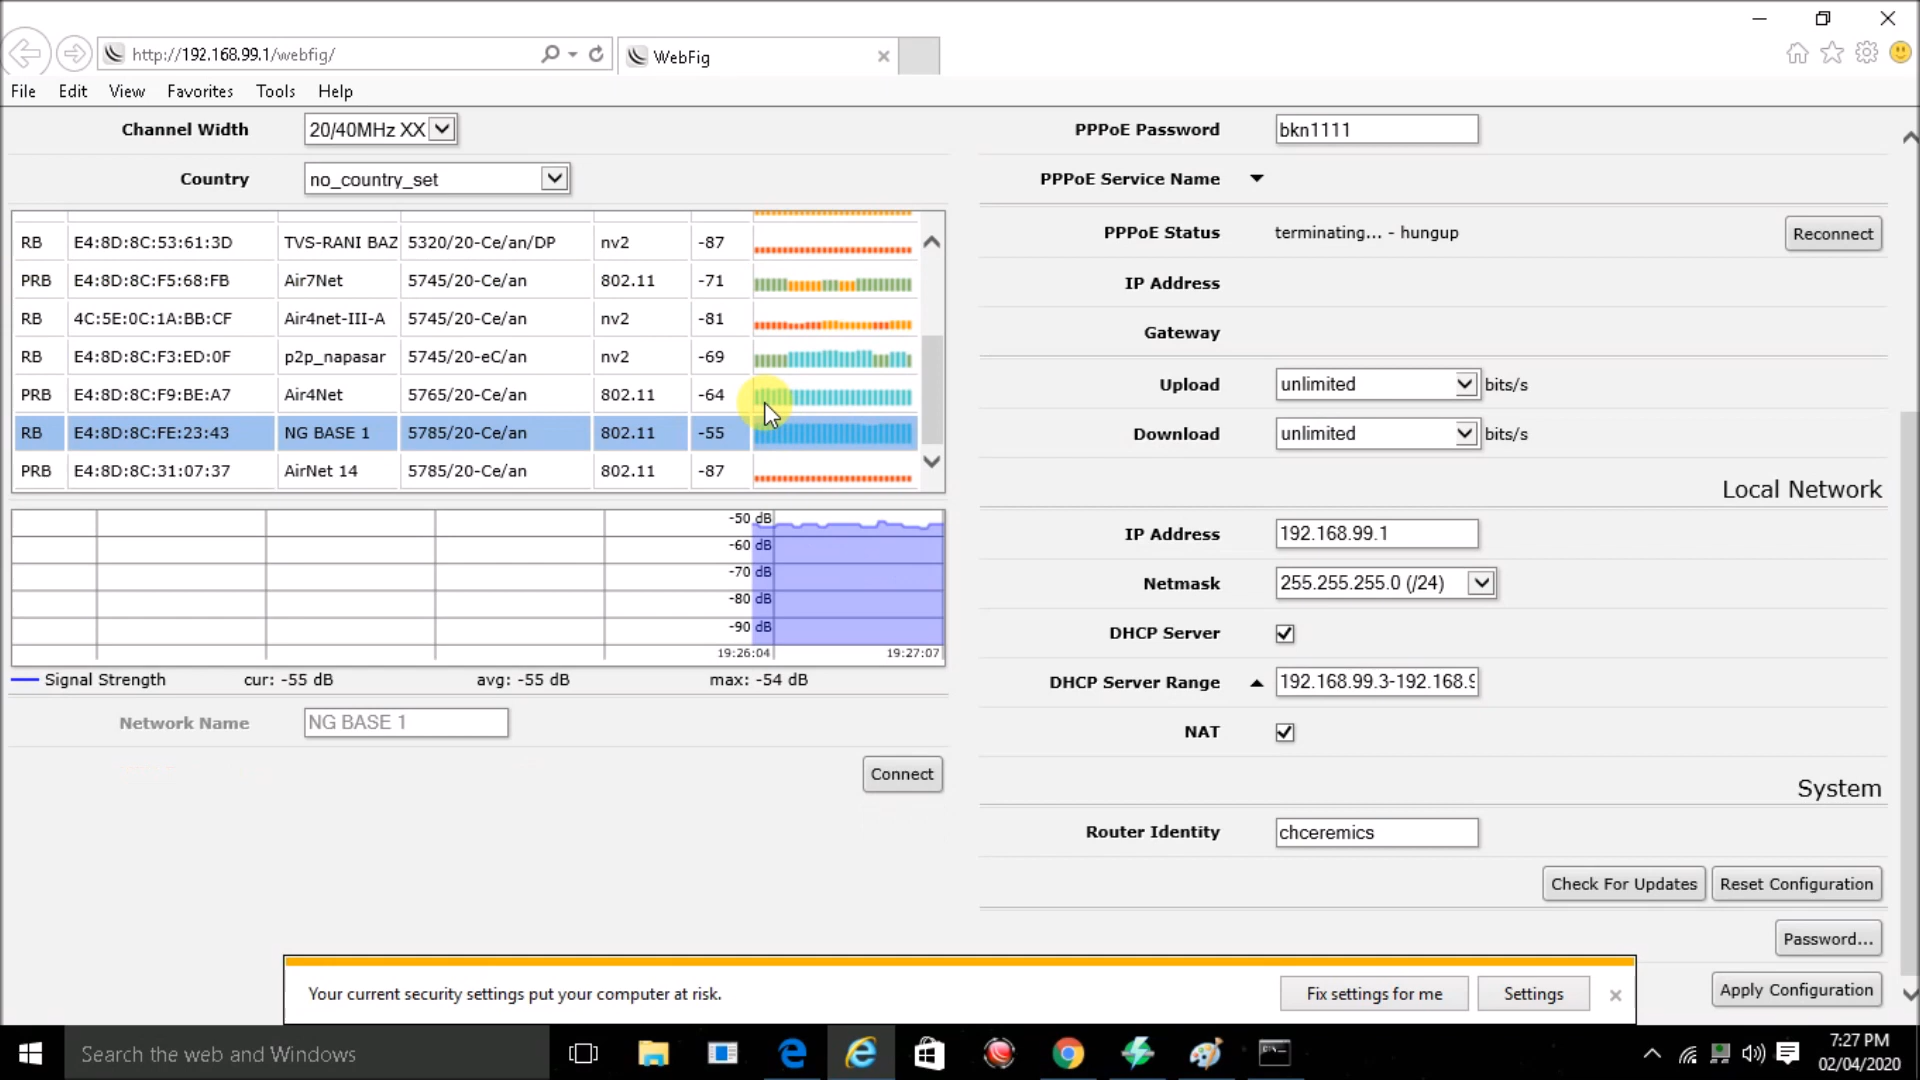 http://192.168.99.1/webfig/
WebFig
File Edit View Favorites Tools Help
Channel Width 20/40MHz XX
Country no_country_set
RB E4:8D:8C:53:61:3D TVS-RANI BAZ 5320/20-Ce/an/DP nv2 -87
PRB E4:8D:8C:F5:68:FB Air7Net 5745/20-Ce/an 802.11 -71
RB 4C:5E:0C:1A:BB:CF Air4net-III-A 5745/20-Ce/an nv2 -81
RB E4:8D:8C:F3:ED:0F p2p_napasar 5745/20-eC/an nv2 -69
PRB E4:8D:8C:F9:BE:A7 Air4Net 5765/20-Ce/an 802.11 -64
RB E4:8D:8C:FE:23:43 NG BASE 1 5785/20-Ce/an 802.11 -55
PRB E4:8D:8C:31:07:37 AirNet 14 5785/20-Ce/an 802.11 -87
-50 dB
-60 dB
-70 dB
-80 dB
-90 dB
19:26:04 19:27:07
Signal Strength cur: -55 dB avg: -55 dB max: -54 dB
Network Name NG BASE 1
Connect
PPPoE Password bkn1111
PPPoE Service Name
PPPoE Status terminating... - hungup Reconnect
IP Address
Gateway
Upload unlimited bits/s
Download unlimited bits/s
Local Network
IP Address 192.168.99.1
Netmask 255.255.255.0 (/24)
DHCP Server
DHCP Server Range 192.168.99.3-192.168.9
NAT
System
Router Identity chceremics
Check For Updates Reset Configuration
Password...
Apply Configuration
Your current security settings put your computer at risk. Fix settings for me Settings
Search the web and Windows
7:27 PM
02/04/2020